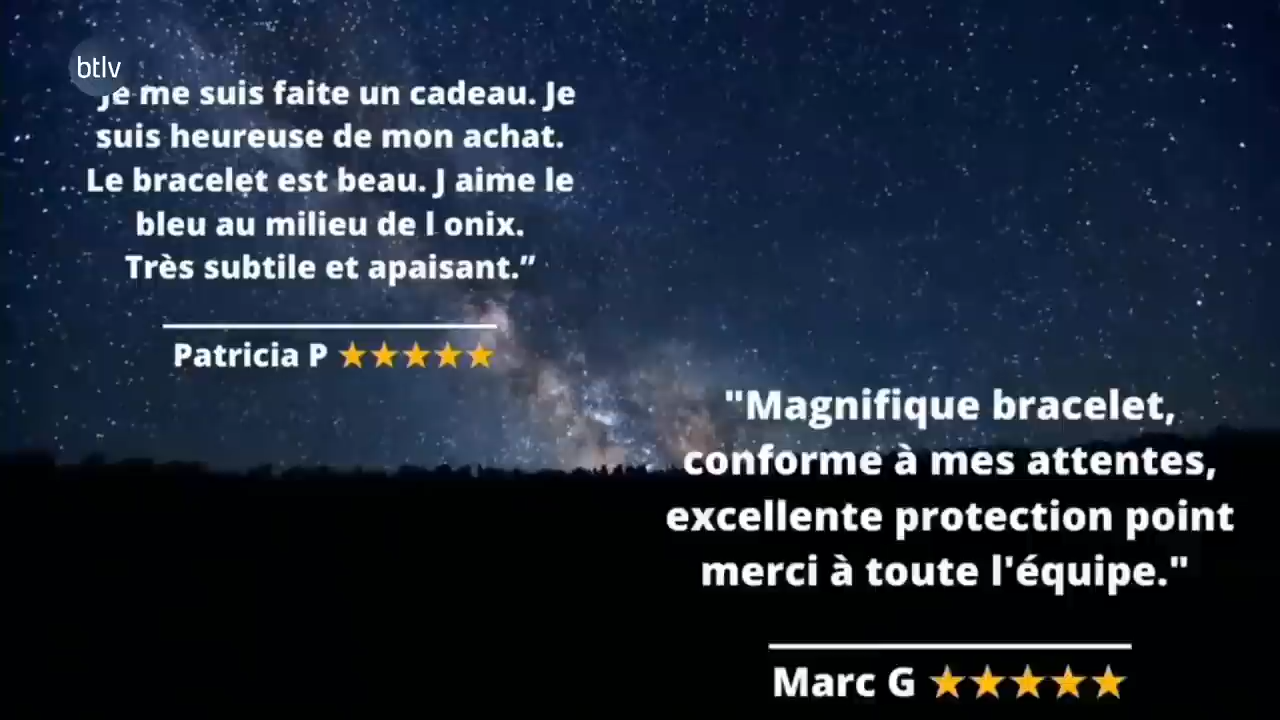 btlv
Je me suis faite un cadeau. Je
suis heureuse de mon achat.
Le bracelet est beau. J aime le
bleu au milieu de l onix.
Très subtile et apaisant.”
Patricia P ★★★★★
"Magnifique bracelet,
conforme à mes attentes,
excellente protection point
merci à toute l'équipe."
Marc G ★★★★★